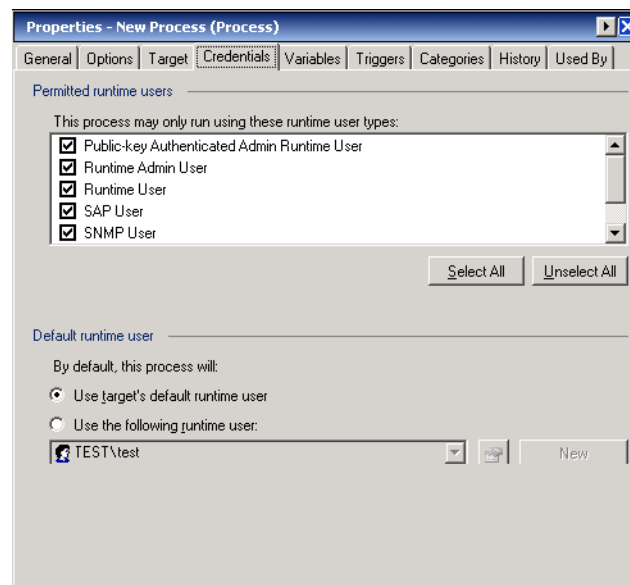 Properties - New Process (Process)
General Options Target Credentials Variables Triggers Categories History Used By
Permitted runtime users
This process may only run using these runtime user types:
Public-key Authenticated Admin Runtime User
Runtime Admin User
Runtime User
SAP User
SNMP User
Select All Unselect All
Default runtime user
By default, this process will:
Use target's default runtime user
Use the following runtime user:
TEST\test
New